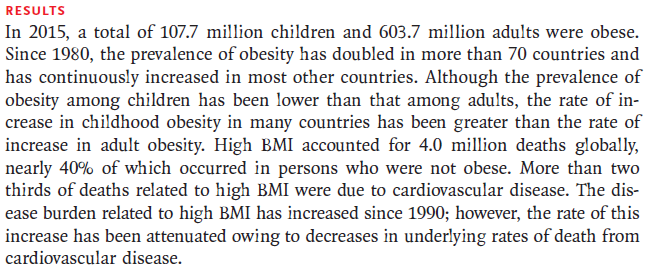 RESULTS
In 2015, a total of 107.7 million children and 603.7 million adults were obese.
Since 1980, the prevalence of obesity has doubled in more than 70 countries and
has continuously increased in most other countries. Although the prevalence of
obesity among children has been lower than that among adults, the rate of in-
crease in childhood obesity in many countries has been greater than the rate of
increase in adult obesity. High BMI accounted for 4.0 million deaths globally,
nearly 40% of which occurred in persons who were not obese. More than two
thirds of deaths related to high BMI were due to cardiovascular disease. The dis-
ease burden related to high BMI has increased since 1990; however, the rate of this
increase has been attenuated owing to decreases in underlying rates of death from
cardiovascular disease.